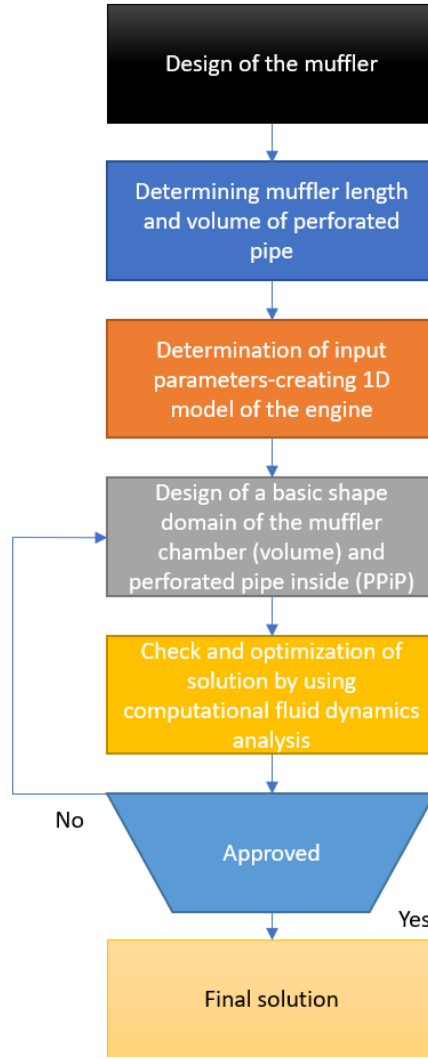 Design of the muffler
Determining muffler length
and volume of perforated
pipe
Determination of input
parameters-creating 1D
model of the engine
Design of a basic shape
domain of the muffler
chamber (volume) and
perforated pipe inside (PPiP)
Check and optimization of
solution by using
computational fluid dynamics
analysis
No
Approved
Yes
Final solution